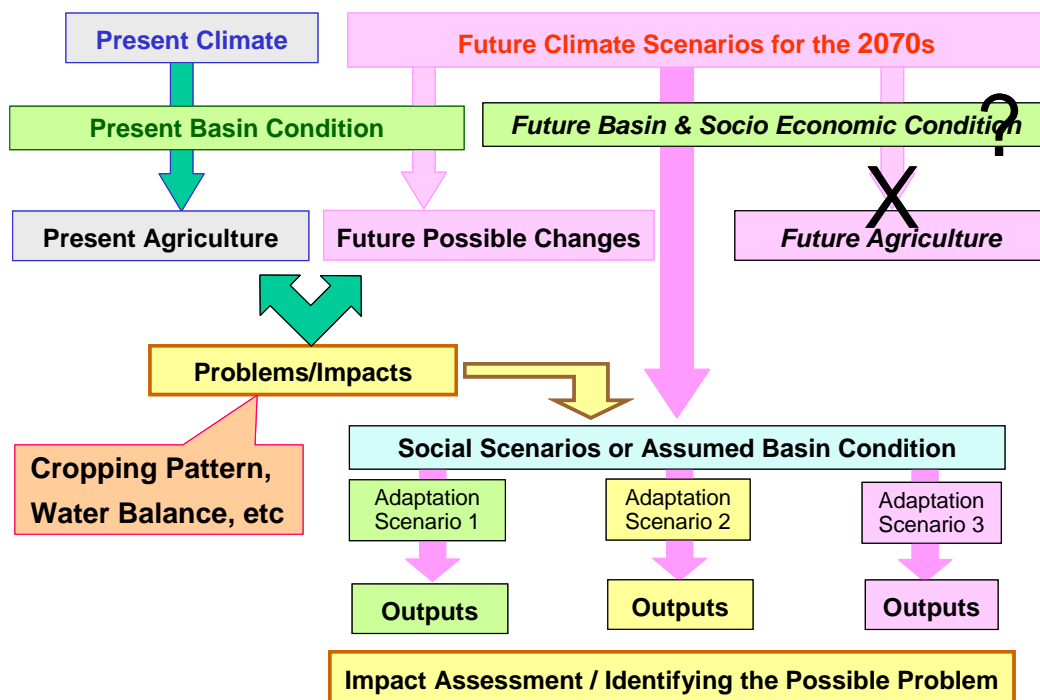 Present Climate
Future Climate Scenarios for the 2070s
Present Basin Condition
Future Basin & Socio Economic Condition
?
X
Present Agriculture
Future Possible Changes
Future Agriculture
Problems/Impacts
Cropping Pattern,
Water Balance, etc
Social Scenarios or Assumed Basin Condition
Adaptation
Scenario 1
Adaptation
Scenario 2
Adaptation
Scenario 3
Outputs
Outputs
Outputs
Impact Assessment / Identifying the Possible Problem